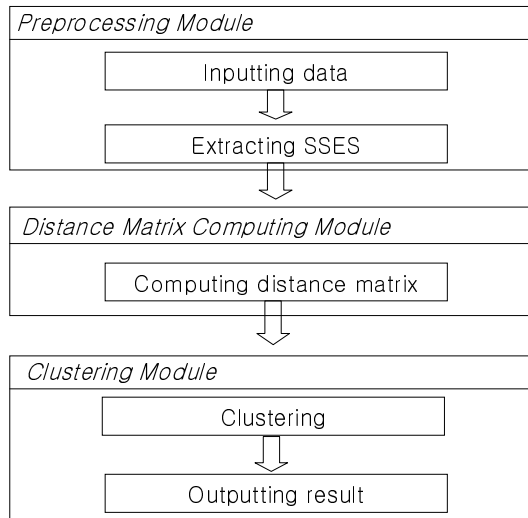 Preprocessing Module
Inputting data
Extracting SSES
Distance Matrix Computing Module
Computing distance matrix
Clustering Module
Clustering
Outputting result